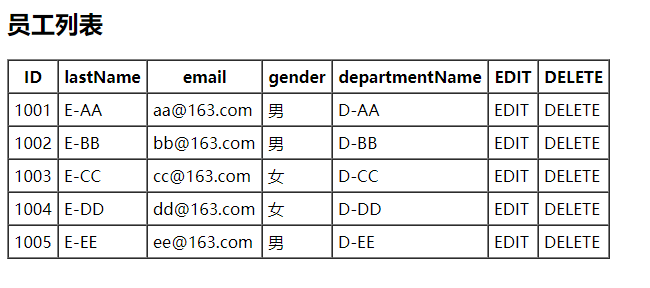 员工列表
ID lastName email gender departmentName EDIT DELETE
1001 E-AA aa@163.com 男 D-AA EDIT DELETE
1002 E-BB bb@163.com 男 D-BB EDIT DELETE
1003 E-CC cc@163.com 女 D-CC EDIT DELETE
1004 E-DD dd@163.com 女 D-DD EDIT DELETE
1005 E-EE ee@163.com 男 D-EE EDIT DELETE